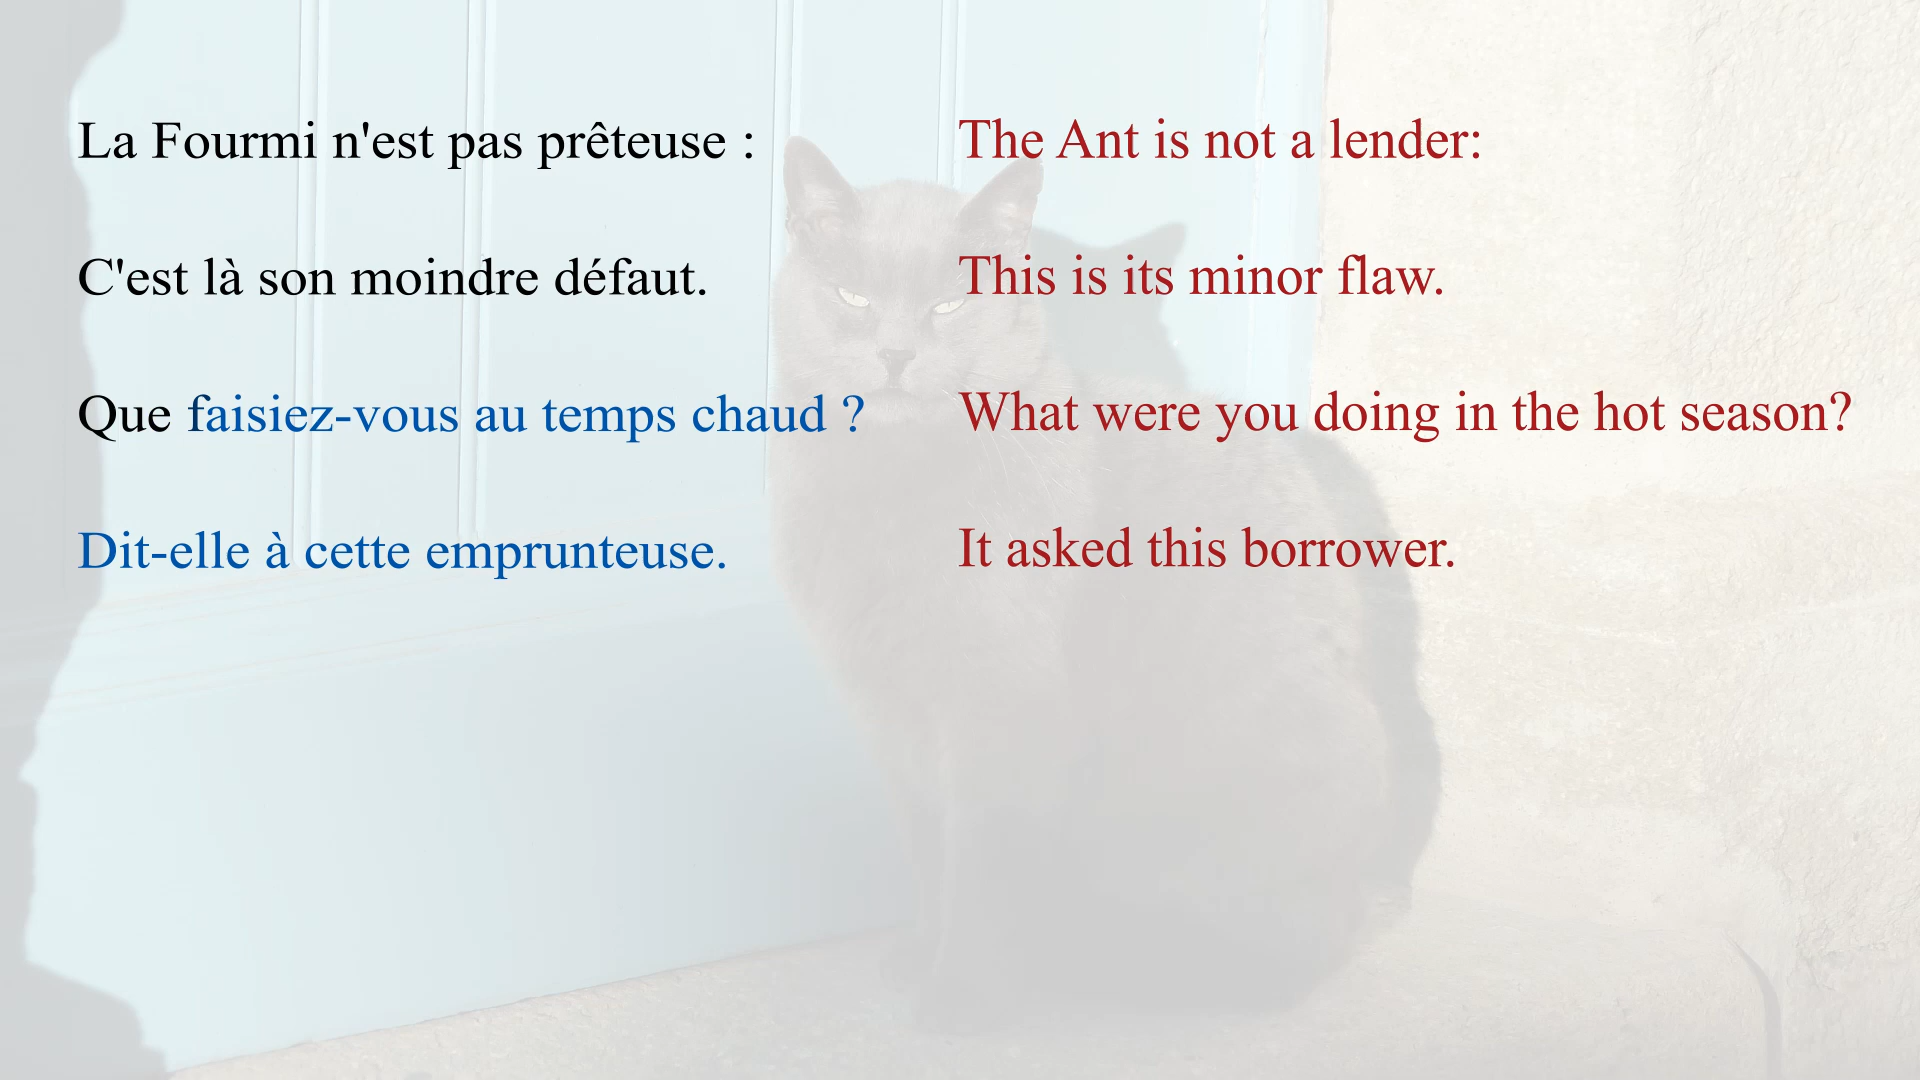 La Fourmi n'est pas prêteuse :
C'est là son moindre défaut.
Que faisiez-vous au temps chaud ?
Dit-elle à cette emprunteuse.
The Ant is not a lender:
This is its minor flaw.
What were you doing in the hot season?
It asked this borrower.